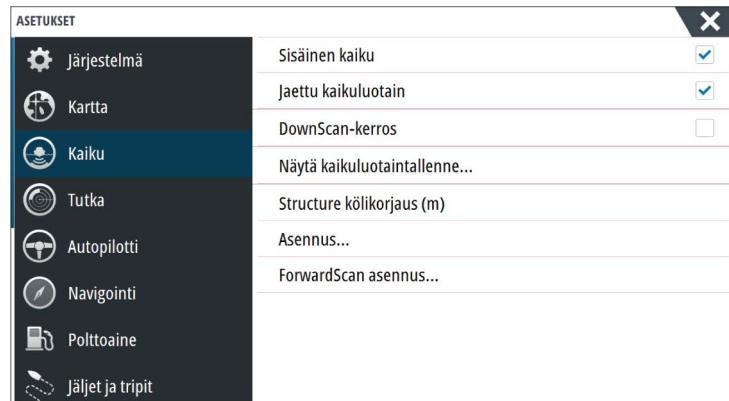 ASETUKSET
Järjestelmä
Kartta
Kaiku
Tutka
Autopilotti
Navigointi
Polttoaine
Jäljet ja tripit
Sisäinen kaiku
Jaettu kaikuluotain
DownScan-kerros
Näytä kaikuluotaintallenne...
Structure kölikorjaus (m)
Asennus...
ForwardScan asennus...